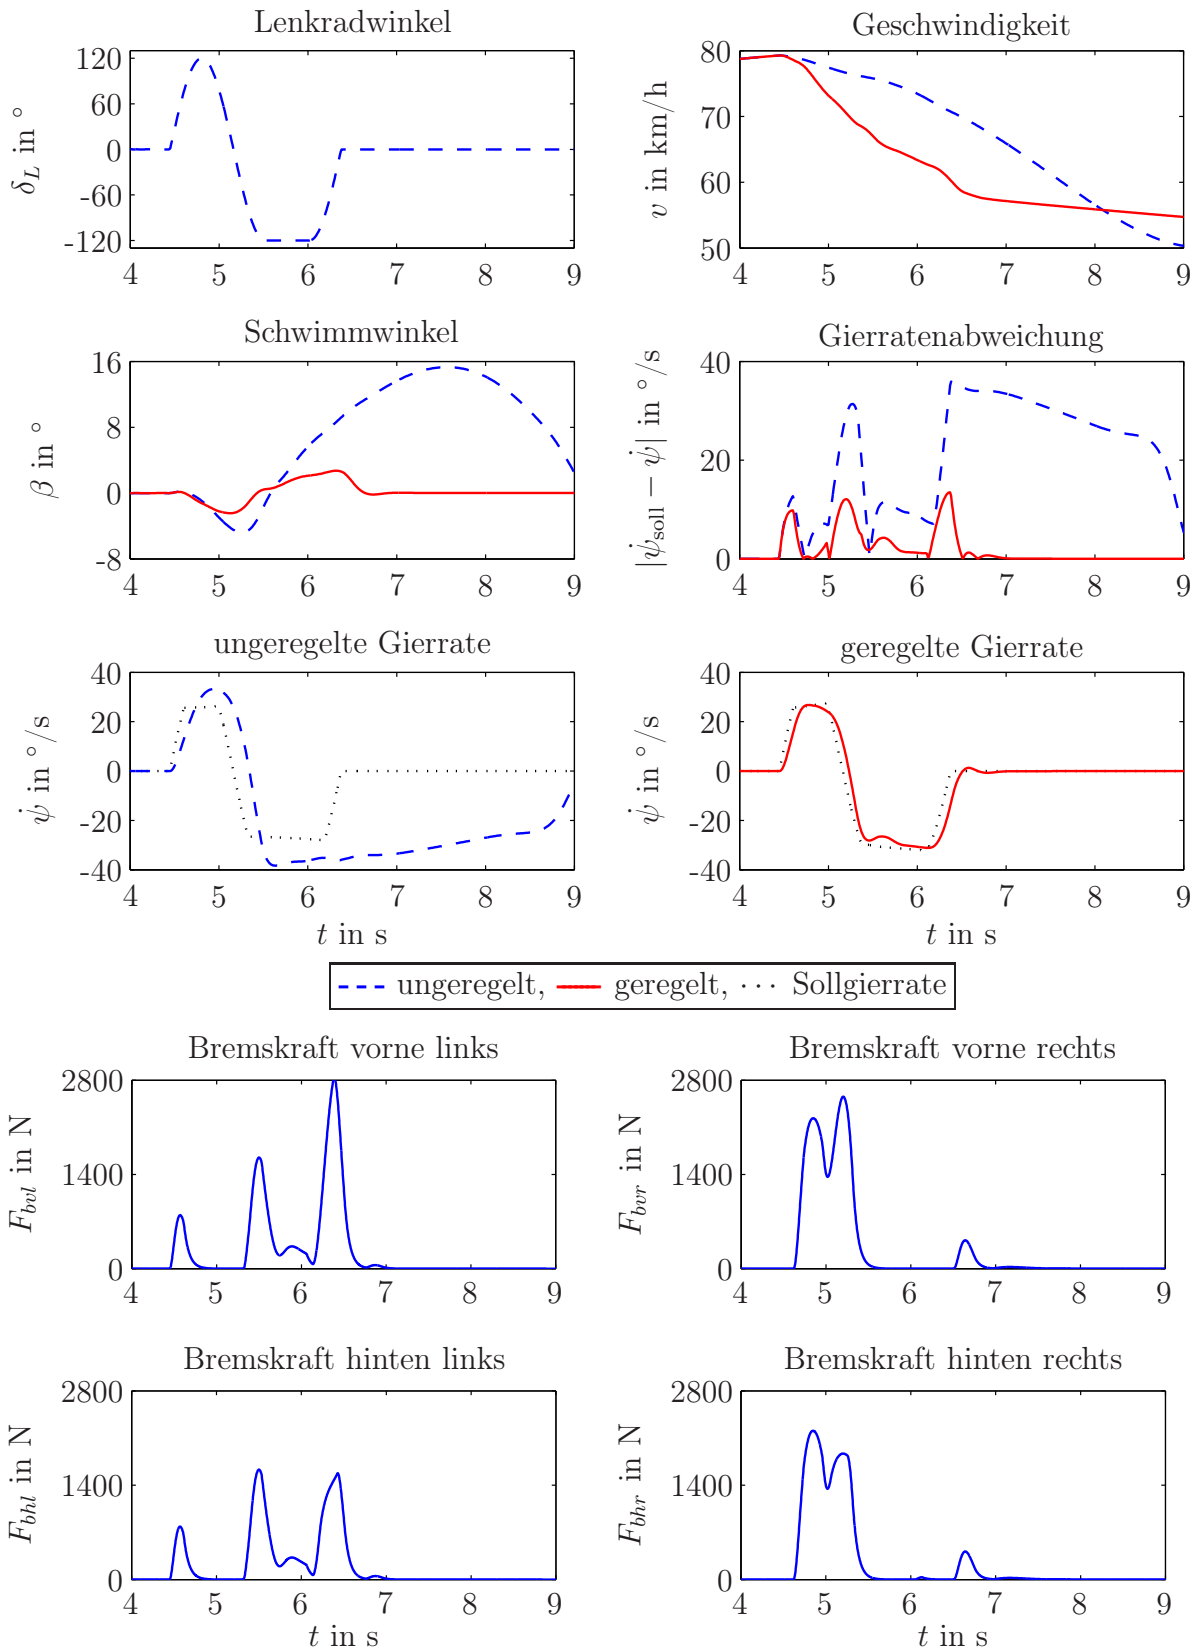 Lenkradwinkel
δ_L in °
120
60
0
-60
-120
4 5 6 7 8 9
Geschwindigkeit
v in km/h
80
70
60
50
4 5 6 7 8 9
Schwimmwinkel
β in °
16
8
0
-8
4 5 6 7 8 9
Gierratenabweichung
|ψ̇_soll − ψ̇| in °/s
40
20
0
4 5 6 7 8 9
ungeregelte Gierrate
ψ̇ in °/s
40
20
0
-20
-40
4 5 6 7 8 9
t in s
geregelte Gierrate
ψ̇ in °/s
40
20
0
-20
-40
4 5 6 7 8 9
t in s
ungeregelt, geregelt, ··· Sollgierrate
Bremskraft vorne links
F_bvl in N
2800
1400
0
4 5 6 7 8 9
Bremskraft vorne rechts
F_bvr in N
2800
1400
0
4 5 6 7 8 9
Bremskraft hinten links
F_bhl in N
2800
1400
0
4 5 6 7 8 9
t in s
Bremskraft hinten rechts
F_bhr in N
2800
1400
0
4 5 6 7 8 9
t in s